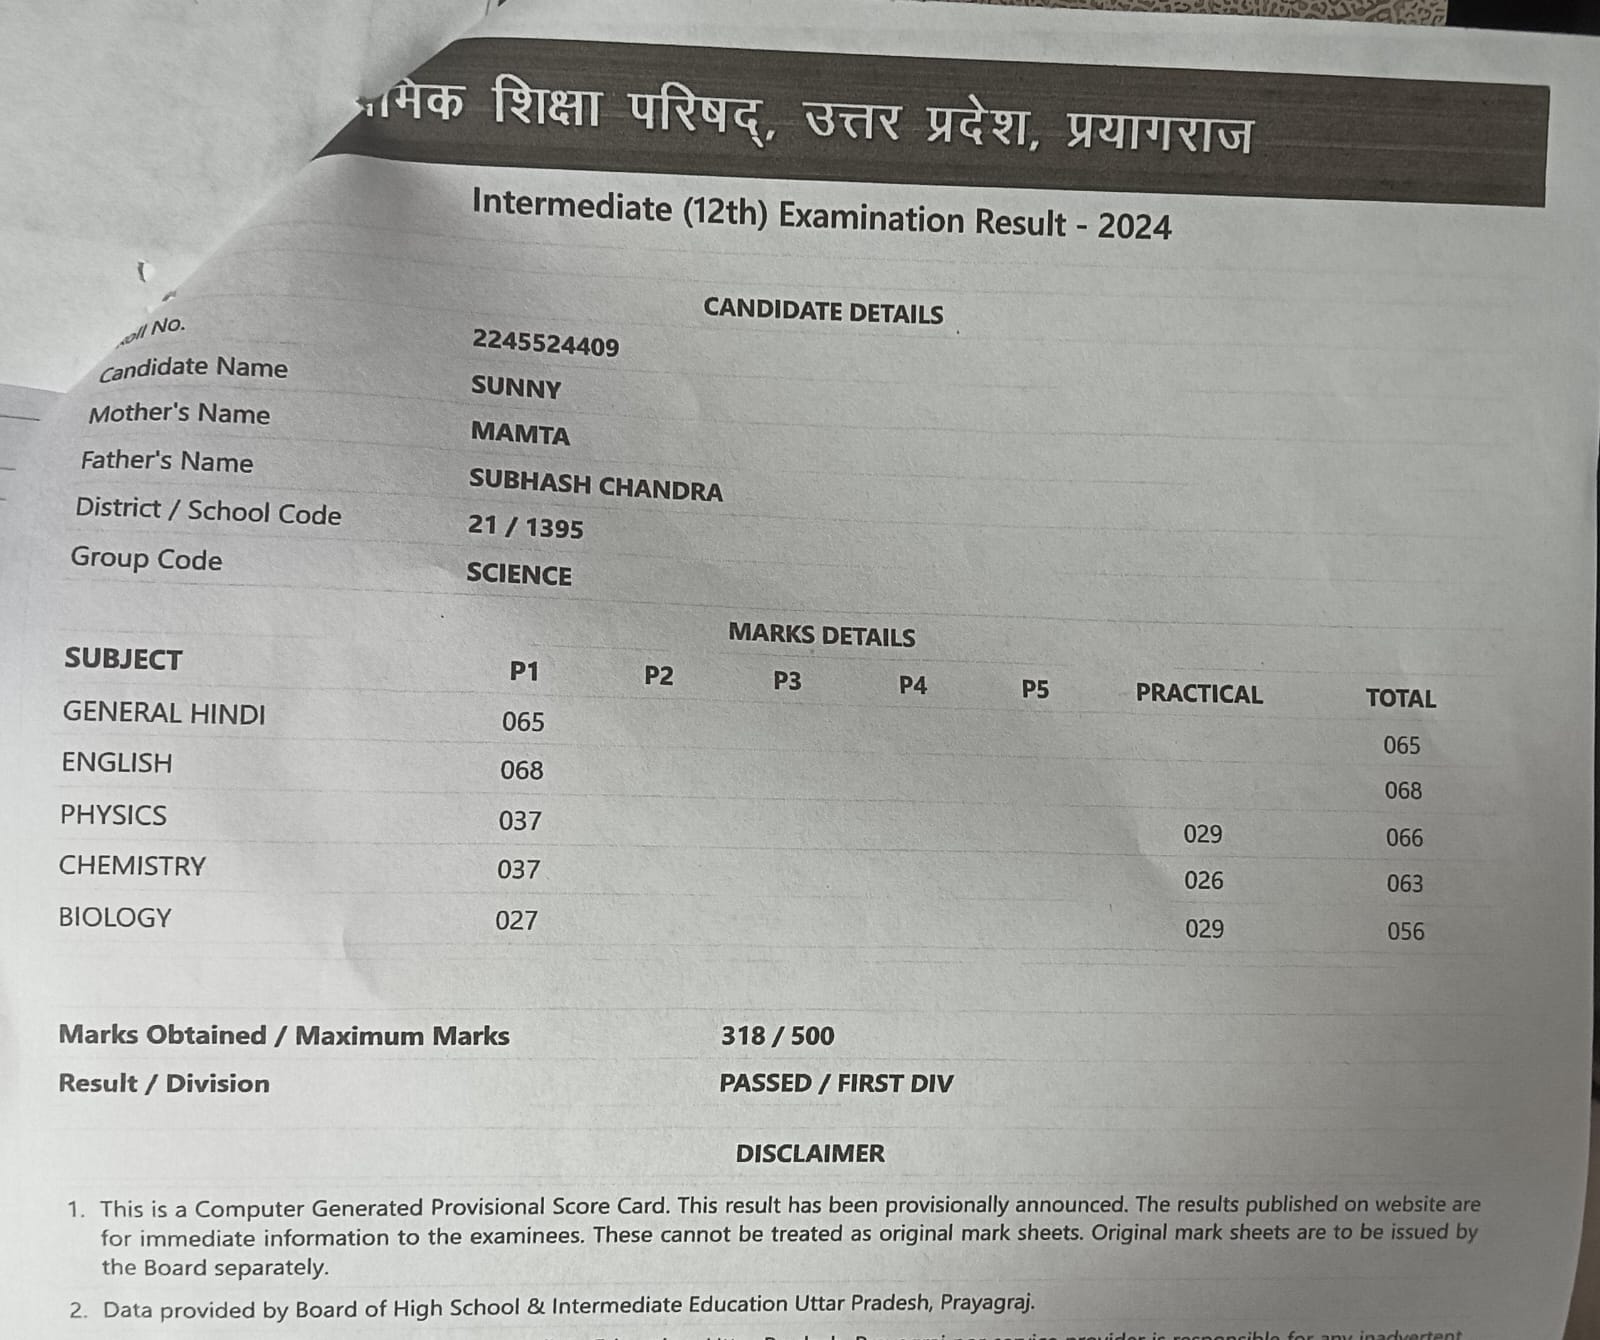 शिक्षा परिषद्, उत्तर प्रदेश, प्रयागराज
Intermediate (12th) Examination Result - 2024
CANDIDATE DETAILS
No. 2245524409
Candidate Name SUNNY
Mother's Name MAMTA
Father's Name SUBHASH CHANDRA
District / School Code 21 / 1395
Group Code SCIENCE
MARKS DETAILS
SUBJECT P1 P2 P3 P4 P5 PRACTICAL TOTAL
GENERAL HINDI 065 065
ENGLISH 068 068
PHYSICS 037 029 066
CHEMISTRY 037 026 063
BIOLOGY 027 029 056
Marks Obtained / Maximum Marks 318 / 500
Result / Division PASSED / FIRST DIV
DISCLAIMER
1. This is a Computer Generated Provisional Score Card. This result has been provisionally announced. The results published on website are
for immediate information to the examinees. These cannot be treated as original mark sheets. Original mark sheets are to be issued by
the Board separately.
2. Data provided by Board of High School & Intermediate Education Uttar Pradesh, Prayagraj.
is responsible for any inadvertent